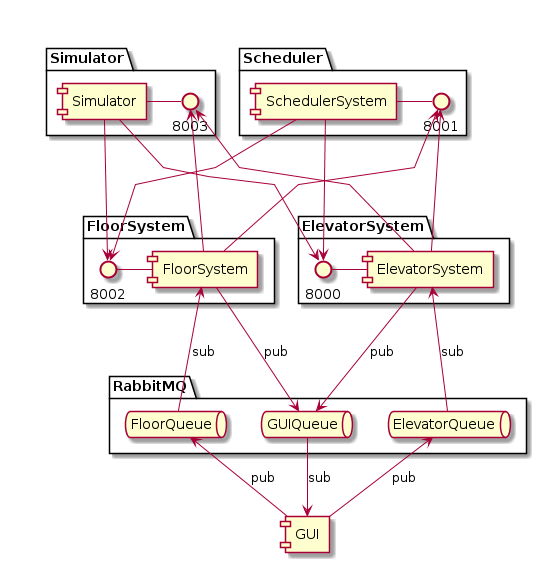 Simulator
Scheduler
Simulator
SchedulerSystem
8003
8001
FloorSystem
ElevatorSystem
FloorSystem
ElevatorSystem
8002
8000
sub
pub
pub
sub
RabbitMQ
FloorQueue
GUIQueue
ElevatorQueue
pub
sub
pub
GUI